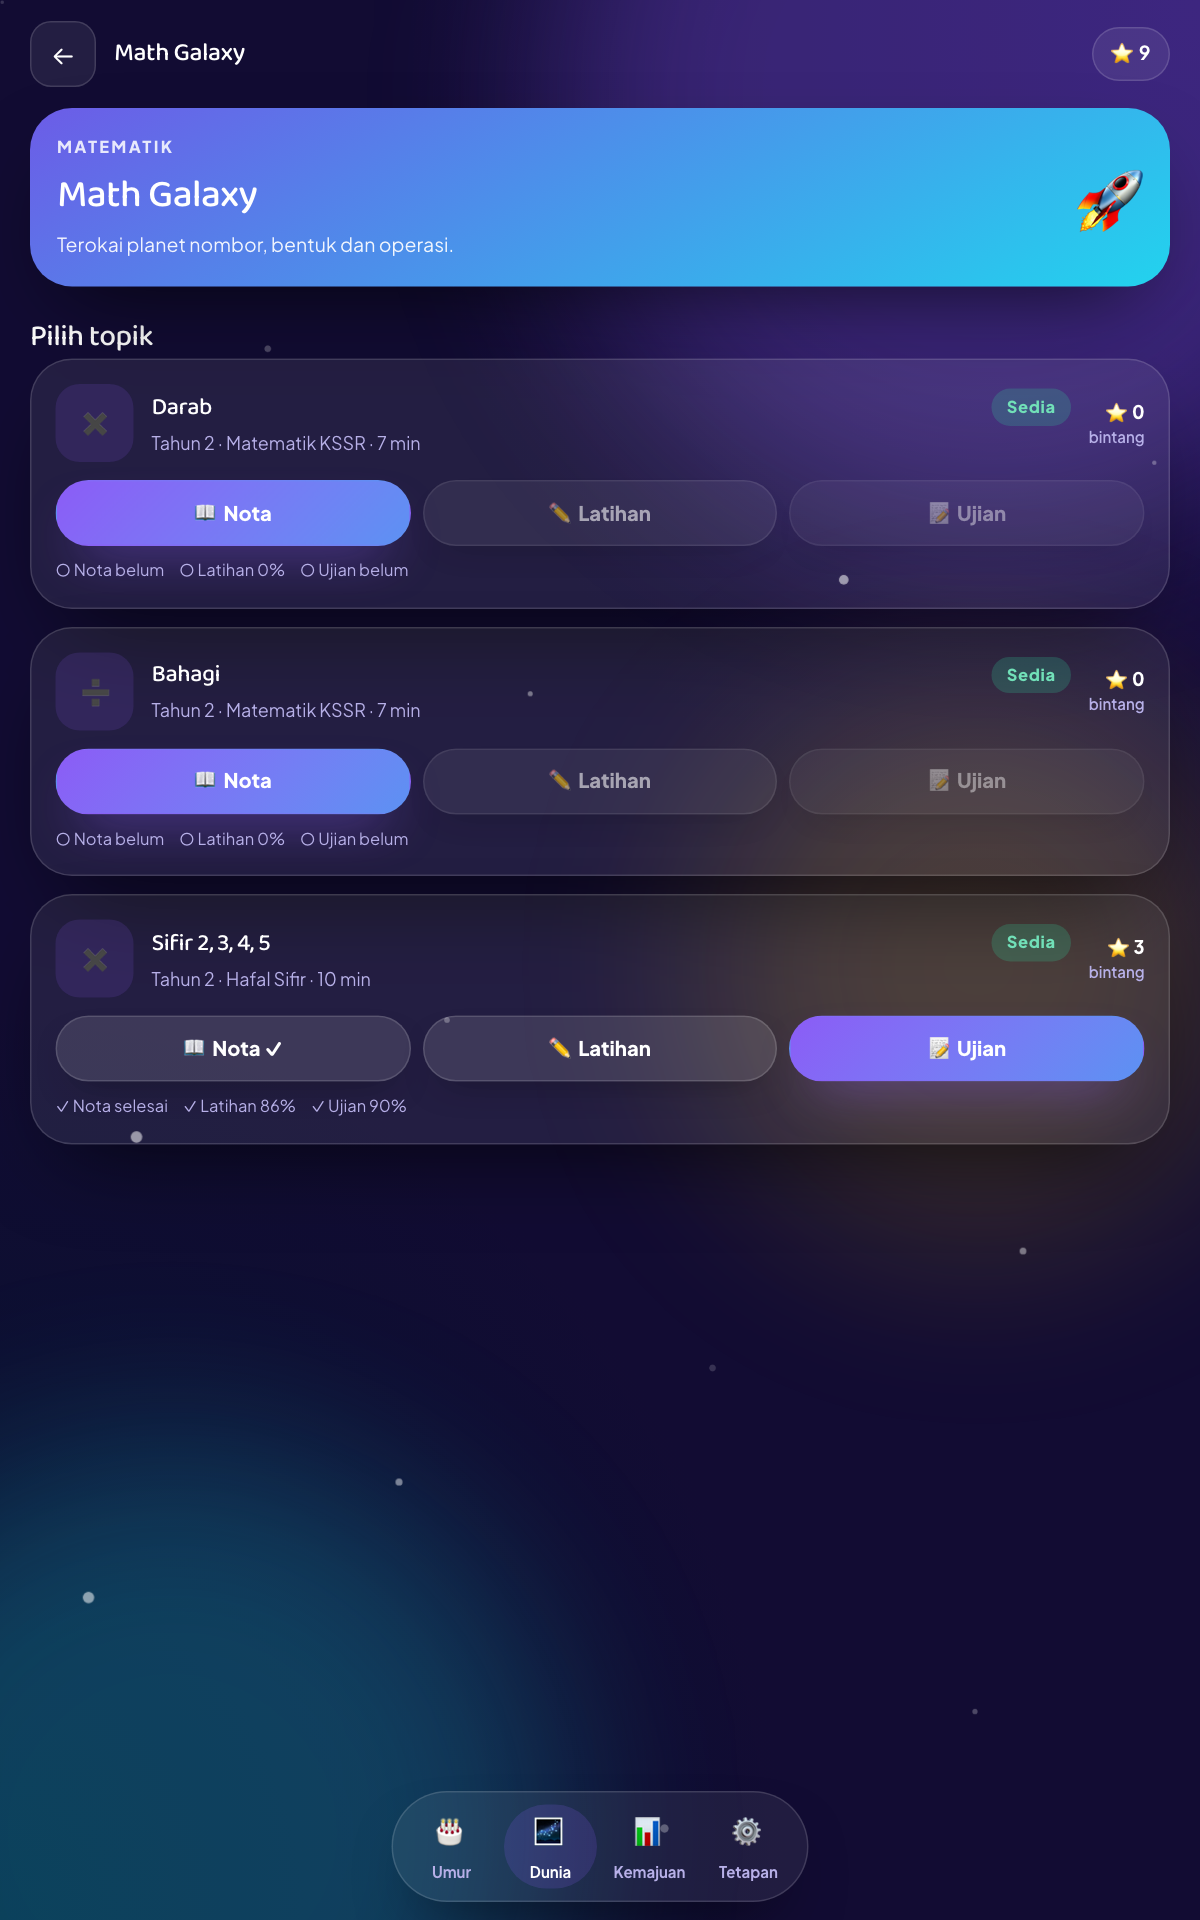 ← Math Galaxy ⭐ 9
MATEMATIK
Math Galaxy
Terokai planet nombor, bentuk dan operasi.
Pilih topik
Darab
Tahun 2 · Matematik KSSR · 7 min
Sedia
⭐ 0
bintang
📖 Nota
✏️ Latihan
📝 Ujian
○ Nota belum ○ Latihan 0% ○ Ujian belum
Bahagi
Tahun 2 · Matematik KSSR · 7 min
Sedia
⭐ 0
bintang
📖 Nota
✏️ Latihan
📝 Ujian
○ Nota belum ○ Latihan 0% ○ Ujian belum
Sifir 2, 3, 4, 5
Tahun 2 · Hafal Sifir · 10 min
Sedia
⭐ 3
bintang
📖 Nota ✓
✏️ Latihan
📝 Ujian
✓ Nota selesai ✓ Latihan 86% ✓ Ujian 90%
Umur
Dunia
Kemajuan
Tetapan